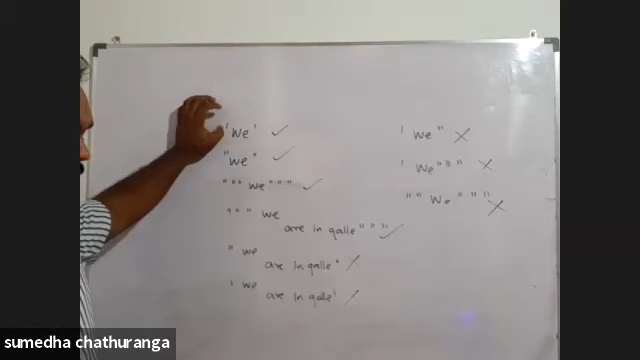 'We' ✓
"We" ✓
"""we""" ✓
"""we
are in galle""" ✓
"we
are in galle" ✗
'we
are in galle' ✗
'We" ✗
'We""" ✗
""We""" ✗
sumedha chathuranga